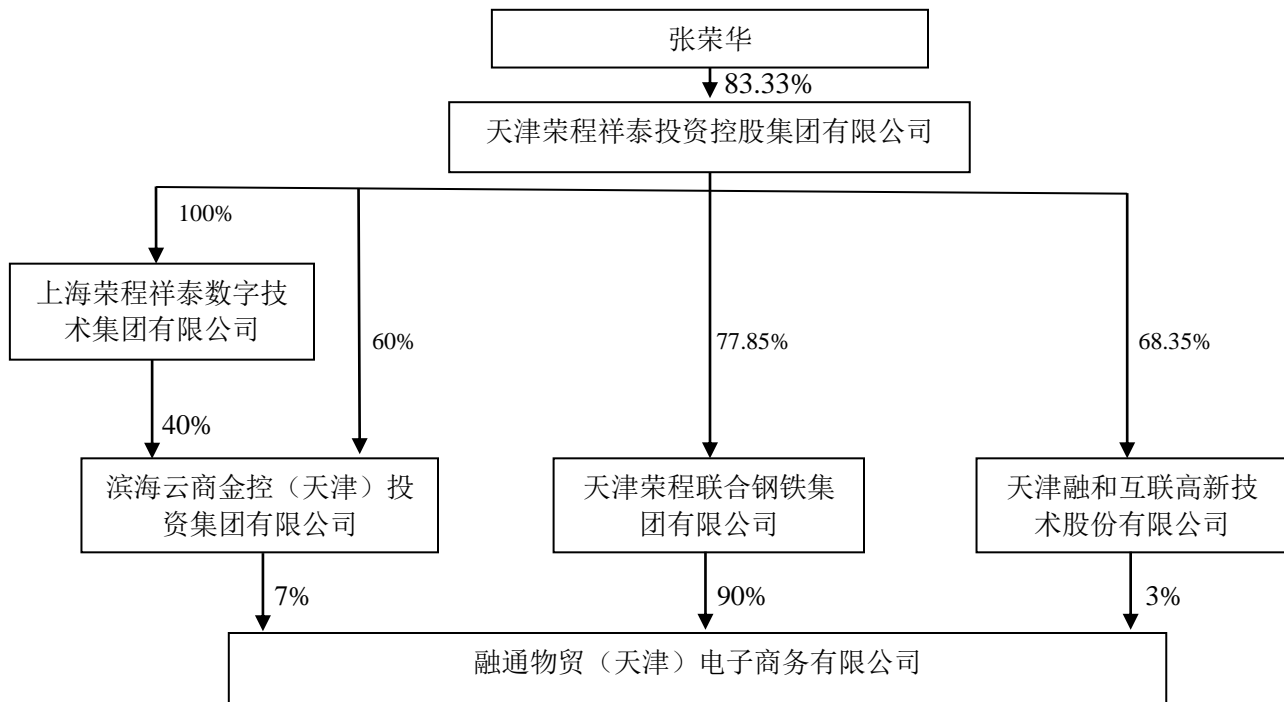 张荣华
83.33%
天津荣程祥泰投资控股集团有限公司
100%
上海荣程祥泰数字技
术集团有限公司
60%
77.85%
68.35%
40%
滨海云商金控（天津）投
资集团有限公司
天津荣程联合钢铁集
团有限公司
天津融和互联高新技
术股份有限公司
7%
90%
3%
融通物贸（天津）电子商务有限公司